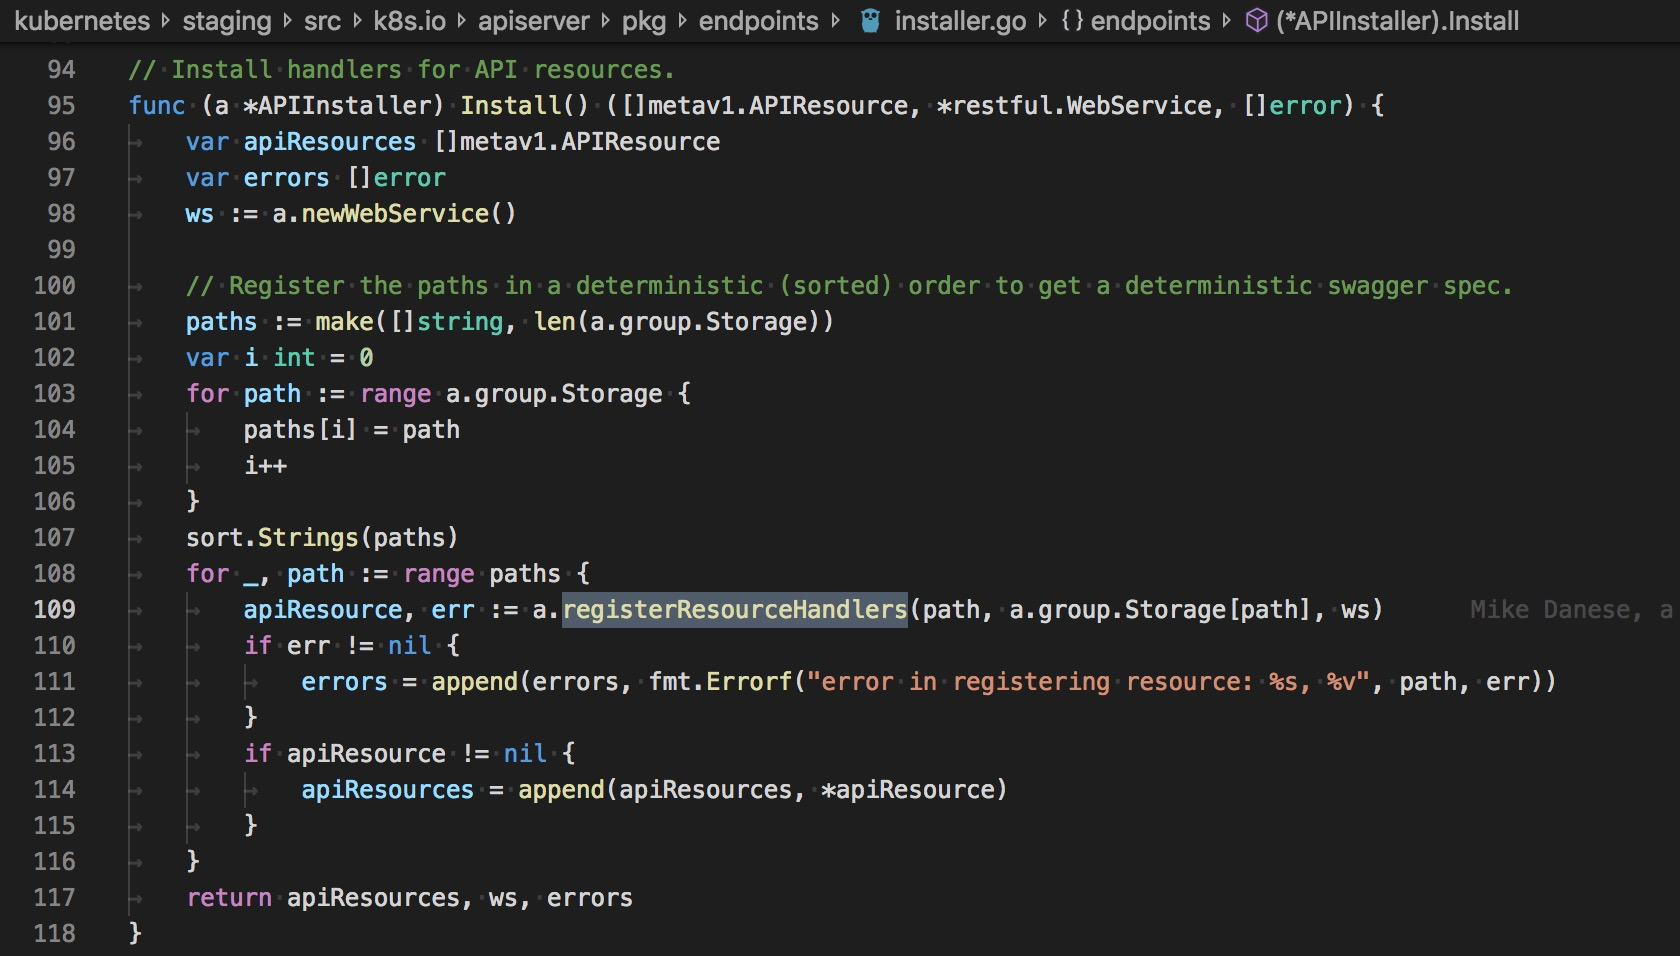 kubernetes › staging › src › k8s.io › apiserver › pkg › endpoints › installer.go › {} endpoints › (*APIInstaller).Install
94 // Install handlers for API resources.
95 func (a *APIInstaller) Install() ([]metav1.APIResource, *restful.WebService, []error) {
96 var apiResources []metav1.APIResource
97 var errors []error
98 ws := a.newWebService()
99
100 // Register the paths in a deterministic (sorted) order to get a deterministic swagger spec.
101 paths := make([]string, len(a.group.Storage))
102 var i int = 0
103 for path := range a.group.Storage {
104 paths[i] = path
105 i++
106 }
107 sort.Strings(paths)
108 for _, path := range paths {
109 apiResource, err := a.registerResourceHandlers(path, a.group.Storage[path], ws) Mike Danese, a
110 if err != nil {
111 errors = append(errors, fmt.Errorf("error in registering resource: %s, %v", path, err))
112 }
113 if apiResource != nil {
114 apiResources = append(apiResources, *apiResource)
115 }
116 }
117 return apiResources, ws, errors
118 }